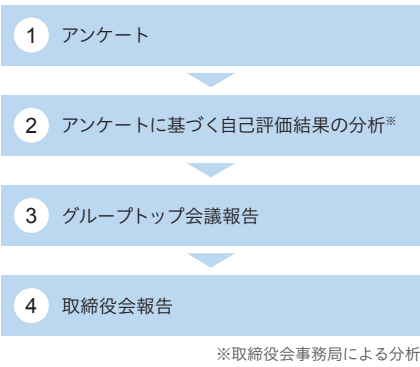 1 アンケート
2 アンケートに基づく自己評価結果の分析※
3 グループトップ会議報告
4 取締役会報告
※取締役会事務局による分析